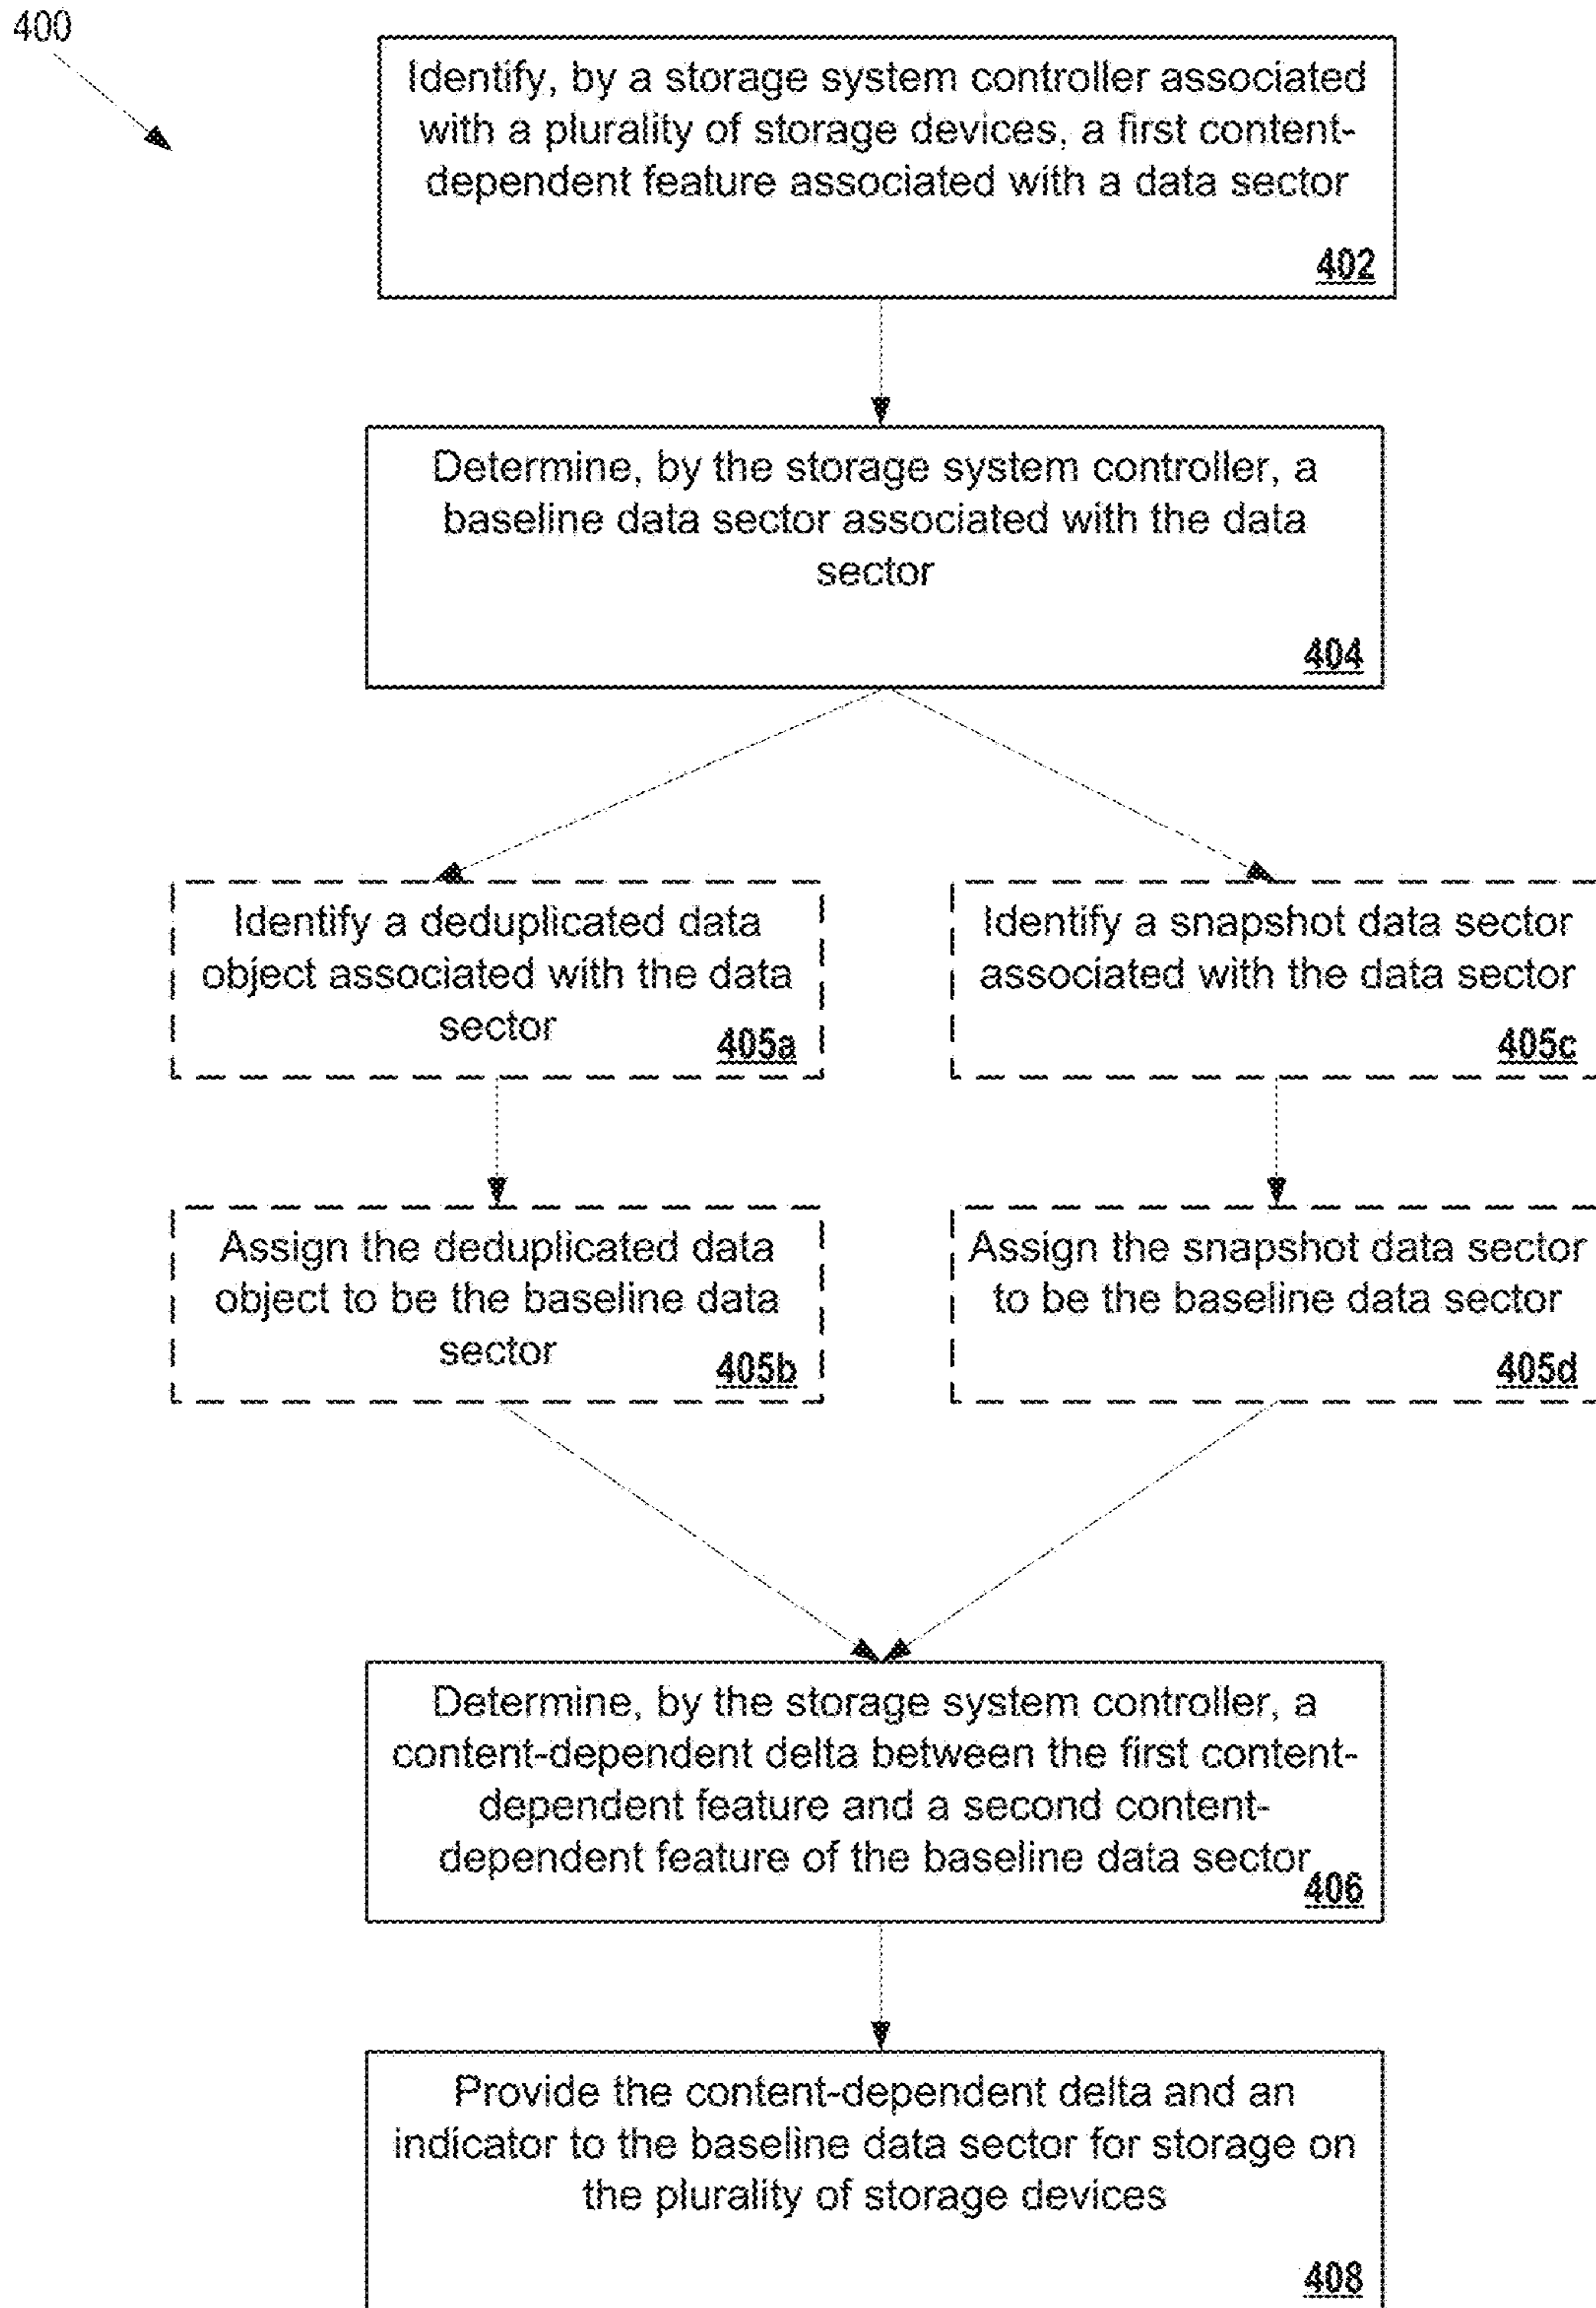 400
Identify, by a storage system controller associated
with a plurality of storage devices, a first content-
dependent feature associated with a data sector
402
Determine, by the storage system controller, a
baseline data sector associated with the data
sector
404
Identify a deduplicated data
object associated with the data
sector
405a
Identify a snapshot data sector
associated with the data sector
405c
Assign the deduplicated data
object to be the baseline data
sector
405b
Assign the snapshot data sector
to be the baseline data sector
405d
Determine, by the storage system controller, a
content-dependent delta between the first content-
dependent feature and a second content-
dependent feature of the baseline data sector
406
Provide the content-dependent delta and an
indicator to the baseline data sector for storage on
the plurality of storage devices
408